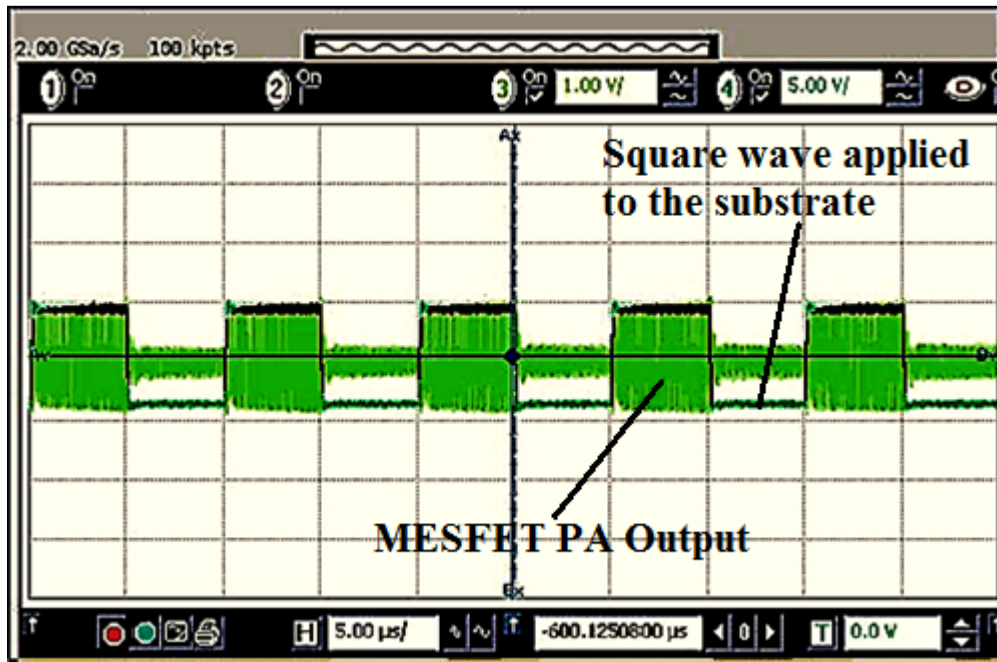 2.00 GSa/s 100 kpts
1 On 2 On 3 On 1.00 V/ 4 On 5.00 V/
Ax
Square wave applied
to the substrate
MESFET PA Output
H 5.00 µs/ -600.1250800 µs 0 T 0.0 V